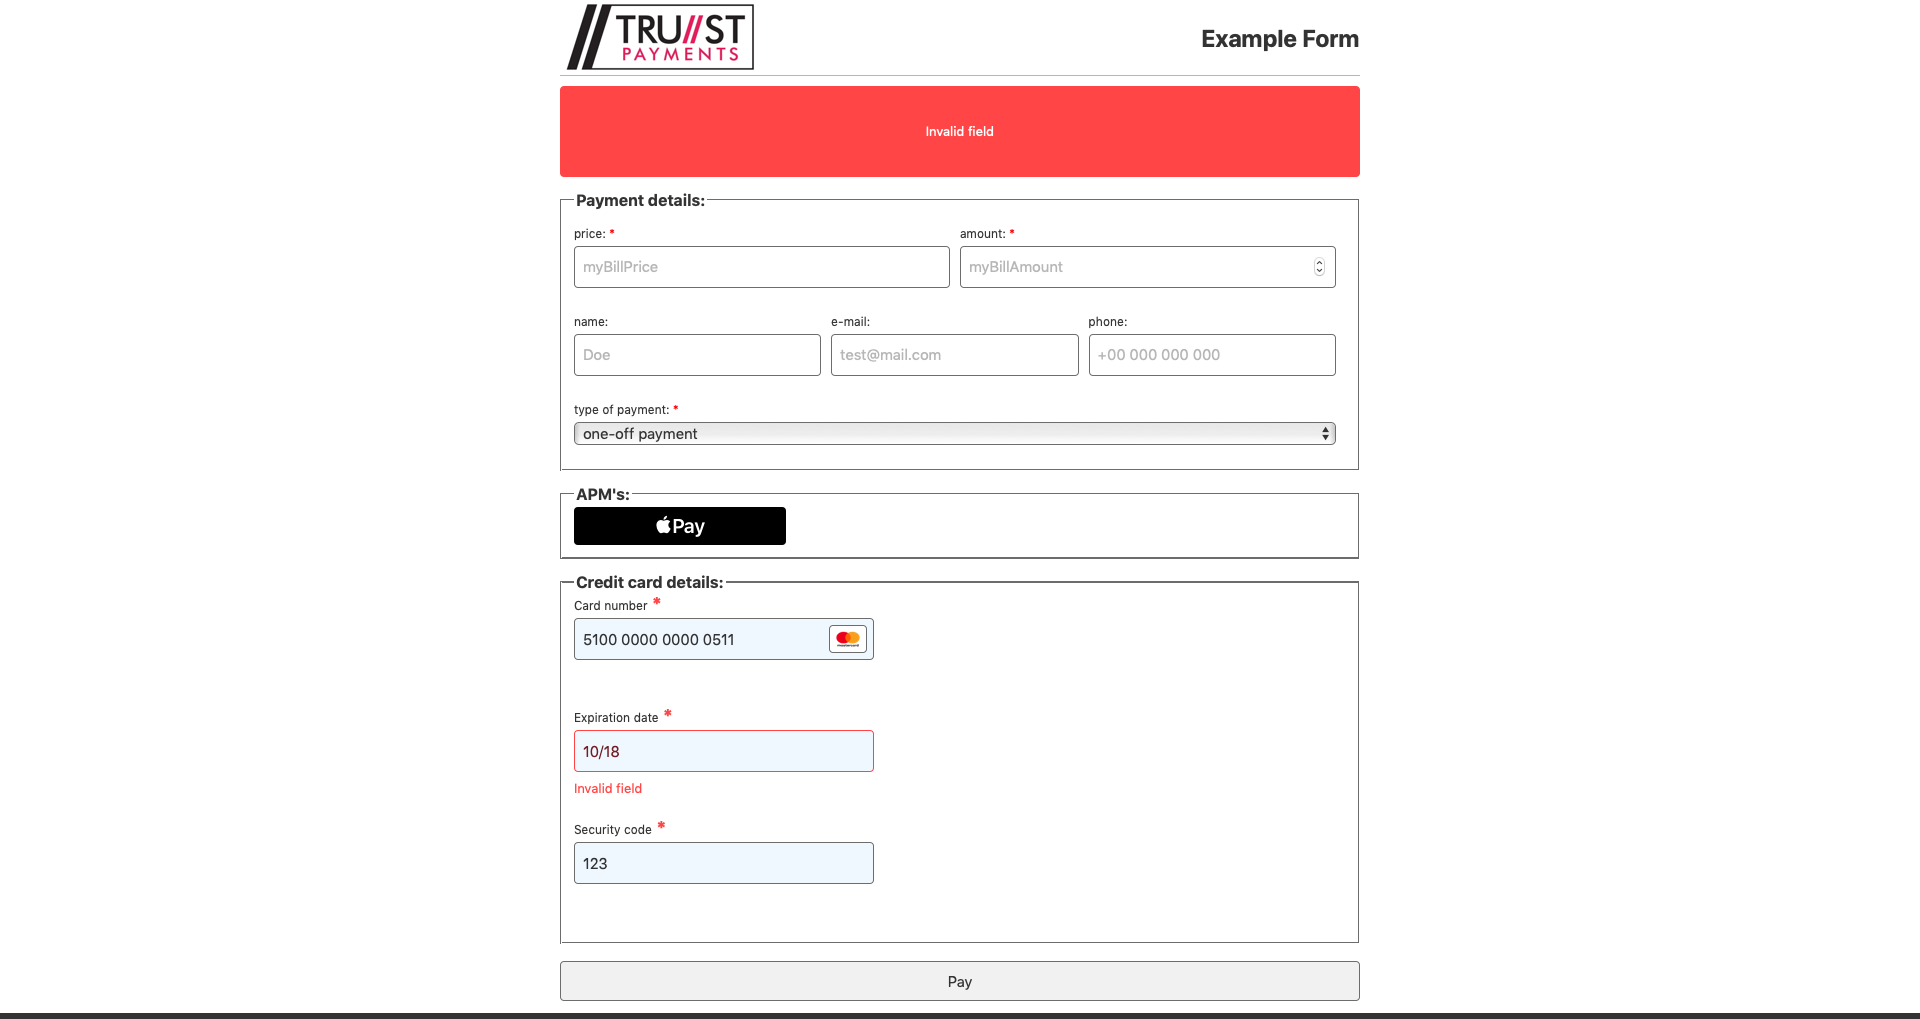 TRU//ST
PAYMENTS
Example Form
Invalid field
Payment details:
price: *
amount: *
myBillPrice
myBillAmount
name:
e-mail:
phone:
Doe
test@mail.com
+00 000 000 000
type of payment: *
one-off payment
APM's:
Pay
Credit card details:
Card number *
5100 0000 0000 0511
mastercard
Expiration date *
10/18
Invalid field
Security code *
123
Pay